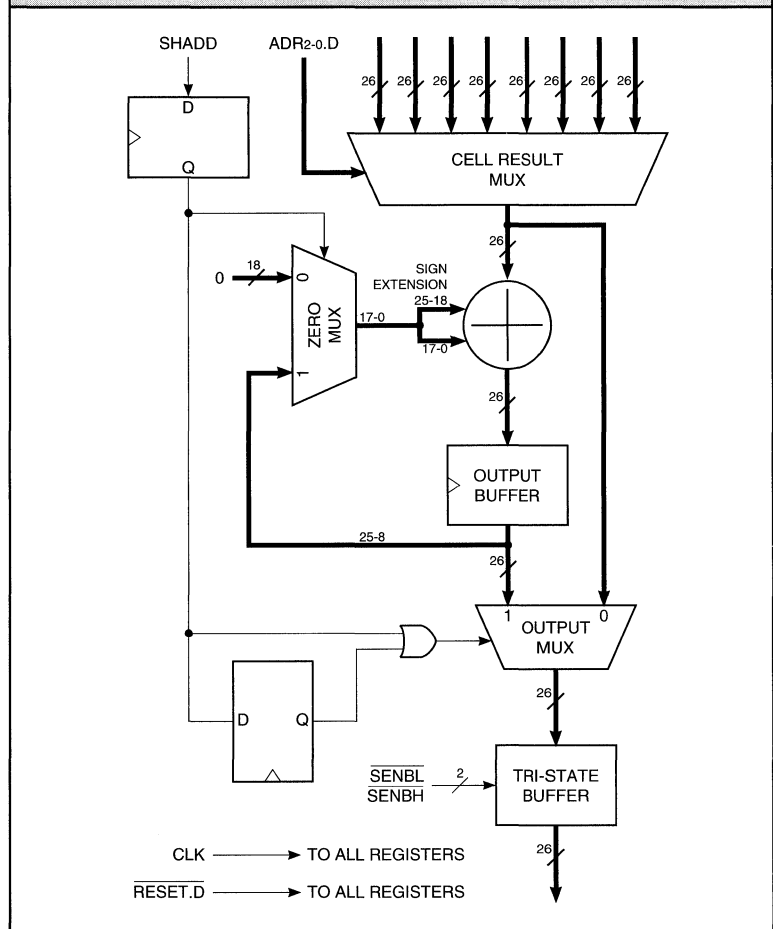 SHADD
ADR2-0.D
26 26 26 26 26 26 26 26
D
Q
CELL RESULT
MUX
26
0
18
0
ZERO
MUX
1
17-0
SIGN
EXTENSION
25-18
17-0
26
OUTPUT
BUFFER
25-8
26
1
0
OUTPUT
MUX
D
Q
26
SENBL
SENBH
2
TRI-STATE
BUFFER
26
CLK
TO ALL REGISTERS
RESET.D
TO ALL REGISTERS